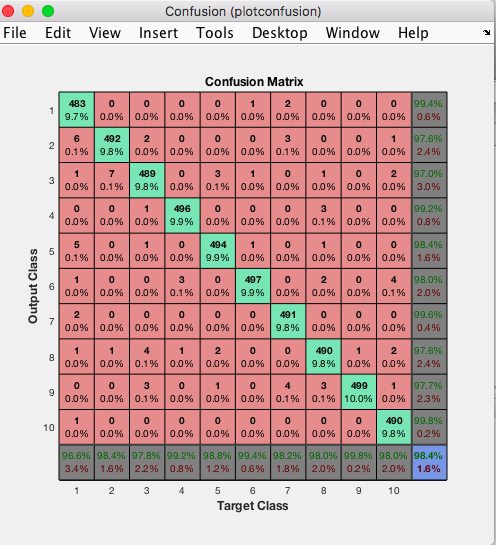 Confusion (plotconfusion)
File Edit View Insert Tools Desktop Window Help
Confusion Matrix
1 483 0 0 0 0 1 2 0 0 0 99.4%
9.7% 0.0% 0.0% 0.0% 0.0% 0.0% 0.0% 0.0% 0.0% 0.0% 0.6%
2 6 492 2 0 0 0 3 0 0 1 97.6%
0.1% 9.8% 0.0% 0.0% 0.0% 0.0% 0.1% 0.0% 0.0% 0.0% 2.4%
3 1 7 489 0 3 1 0 1 0 2 97.0%
0.0% 0.1% 9.8% 0.0% 0.1% 0.0% 0.0% 0.0% 0.0% 0.0% 3.0%
4 0 0 1 496 0 0 0 3 0 0 99.2%
0.0% 0.0% 0.0% 9.9% 0.0% 0.0% 0.0% 0.1% 0.0% 0.0% 0.8%
5 5 0 1 0 494 1 0 1 0 0 98.4%
0.1% 0.0% 0.0% 0.0% 9.9% 0.0% 0.0% 0.0% 0.0% 0.0% 1.6%
6 1 0 0 3 0 497 0 2 0 4 98.0%
0.0% 0.0% 0.0% 0.1% 0.0% 9.9% 0.0% 0.0% 0.0% 0.1% 2.0%
7 2 0 0 0 0 0 491 0 0 0 99.6%
0.0% 0.0% 0.0% 0.0% 0.0% 0.0% 9.8% 0.0% 0.0% 0.0% 0.4%
8 1 1 4 1 2 0 0 490 1 2 97.6%
0.0% 0.0% 0.1% 0.0% 0.0% 0.0% 0.0% 9.8% 0.0% 0.0% 2.4%
9 0 0 3 0 1 0 4 3 499 1 97.7%
0.0% 0.0% 0.1% 0.0% 0.0% 0.0% 0.1% 0.1% 10.0% 0.0% 2.3%
10 1 0 0 0 0 0 0 0 0 490 99.8%
0.0% 0.0% 0.0% 0.0% 0.0% 0.0% 0.0% 0.0% 0.0% 9.8% 0.2%
96.6% 98.4% 97.8% 99.2% 98.8% 99.4% 98.2% 98.0% 99.8% 98.0% 98.4%
3.4% 1.6% 2.2% 0.8% 1.2% 0.6% 1.8% 2.0% 0.2% 2.0% 1.6%
1 2 3 4 5 6 7 8 9 10
Target Class
Output Class